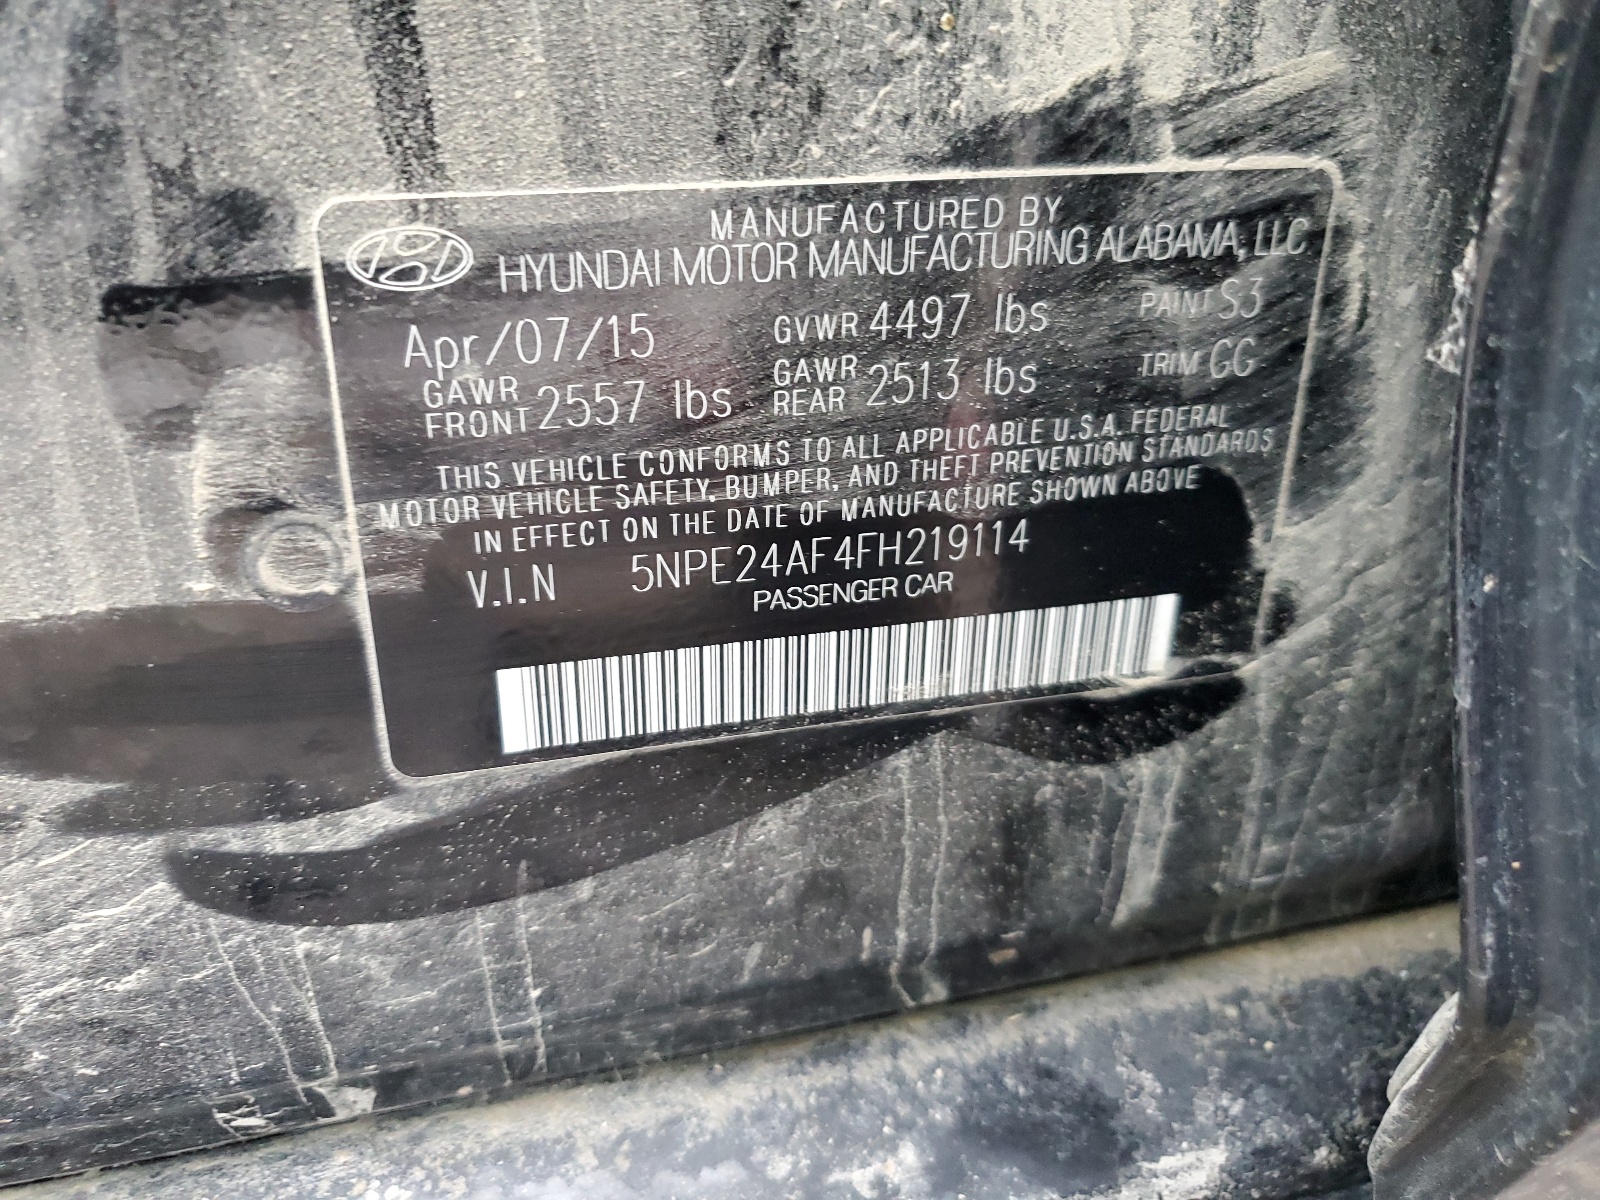 MANUFACTURED BY
HYUNDAI MOTOR MANUFACTURING ALABAMA, LLC
Apr/07/15 GVWR 4497 lbs PAINT S3
GAWR FRONT 2557 lbs GAWR REAR 2513 lbs TRIM GG
THIS VEHICLE CONFORMS TO ALL APPLICABLE U.S.A. FEDERAL
MOTOR VEHICLE SAFETY, BUMPER, AND THEFT PREVENTION STANDARDS
IN EFFECT ON THE DATE OF MANUFACTURE SHOWN ABOVE
V.I.N 5NPE24AF4FH219114
PASSENGER CAR